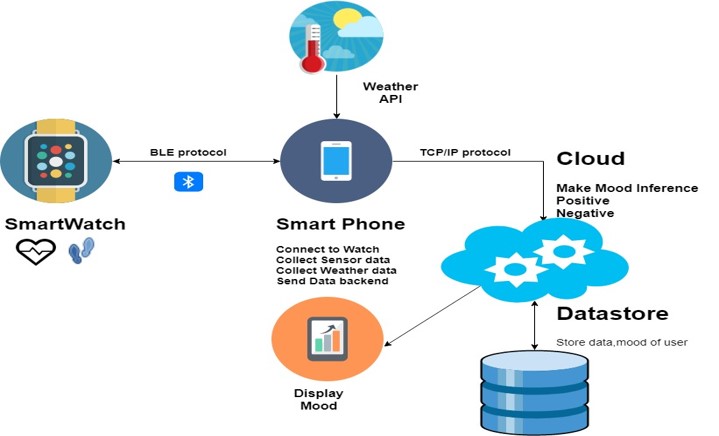 Weather
API
BLE protocol
TCP/IP protocol
Cloud
Make Mood Inference
Positive
Negative
SmartWatch
Smart Phone
Connect to Watch
Collect Sensor data
Collect Weather data
Send Data backend
Datastore
Store data,mood of user
Display
Mood